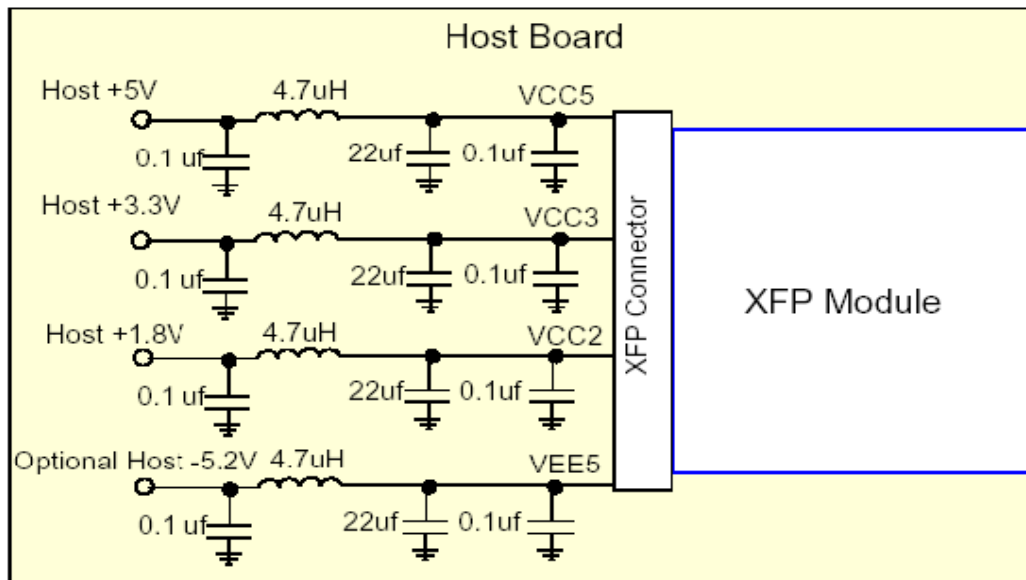 Host Board
Host +5V
4.7uH
VCC5
0.1 uf
22uf
0.1uf
Host +3.3V
4.7uH
VCC3
0.1 uf
22uf
0.1uf
Host +1.8V
4.7uH
VCC2
0.1 uf
22uf
0.1uf
Optional Host -5.2V
4.7uH
VEE5
0.1 uf
22uf
0.1uf
XFP Connector
XFP Module